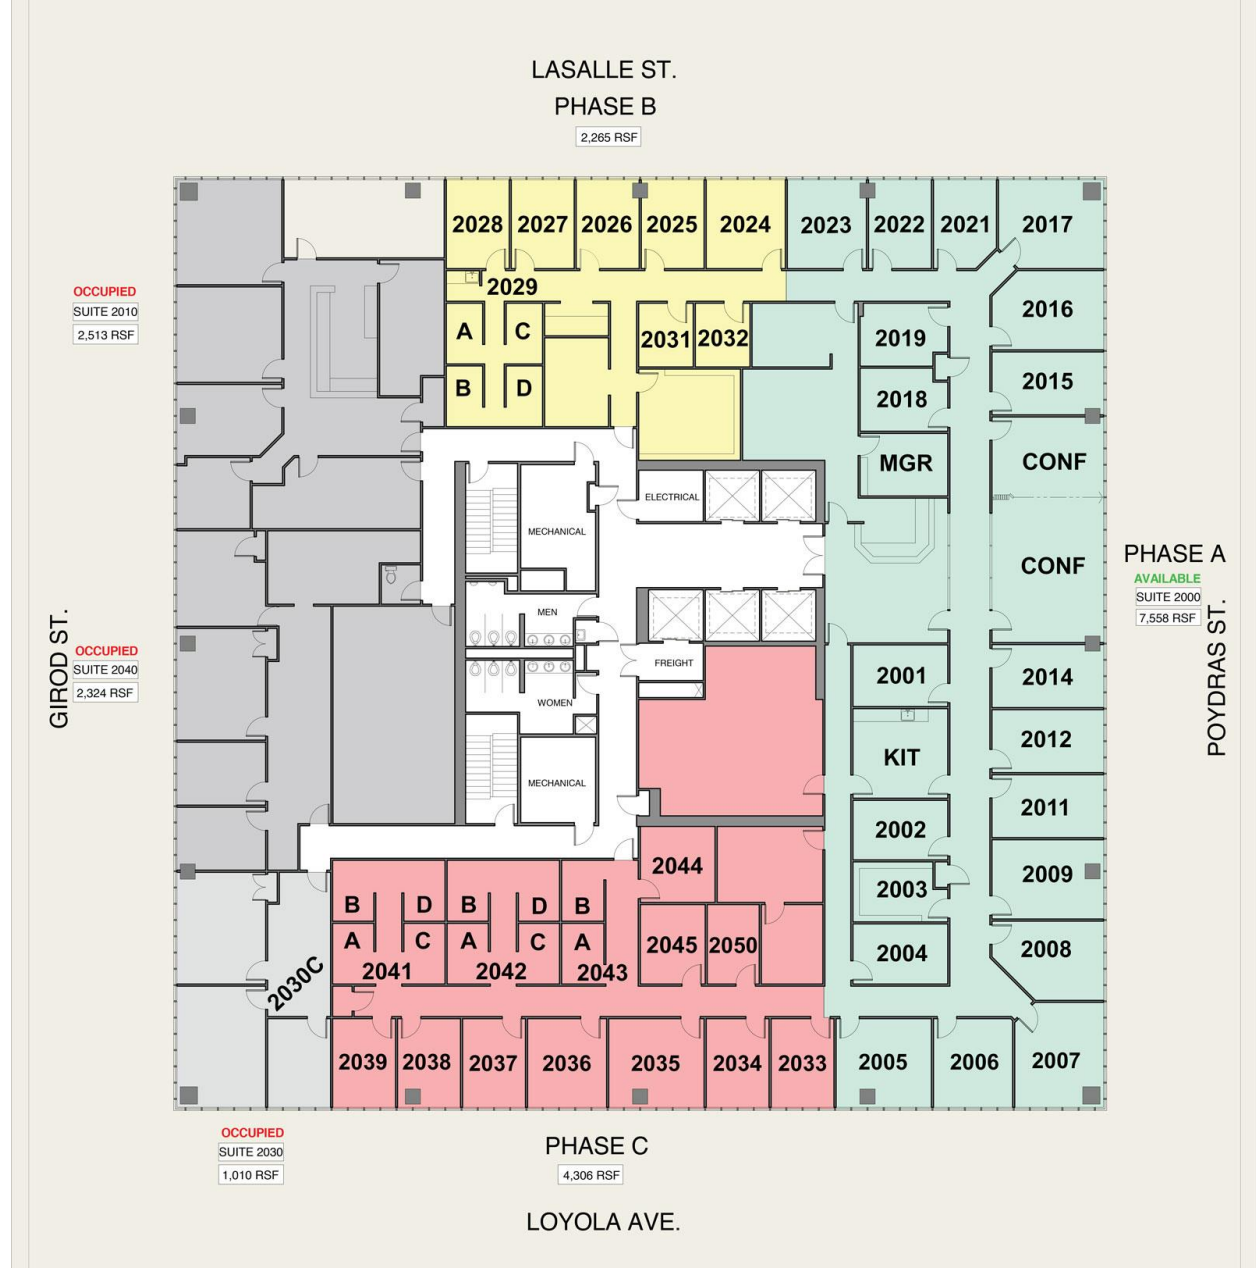 LASALLE ST.
PHASE B
2,265 RSF
2028
2027
2026
2025
2024
2023
2022
2021
2017
2029
OCCUPIED
SUITE 2010
2,513 RSF
A
C
2031
2032
2019
2016
B
D
2018
2015
MGR
CONF
ELECTRICAL
MECHANICAL
CONF
PHASE A
AVAILABLE
SUITE 2000
7,558 RSF
POYDRAS ST.
MEN
GIROD ST.
OCCUPIED
SUITE 2040
2,324 RSF
FREIGHT
2001
2014
WOMEN
2012
KIT
MECHANICAL
2011
2002
2044
2009
2003
B
D
B
D
B
A
C
A
C
A
2045
2050
2004
2008
2041
2042
2043
2030C
2039
2038
2037
2036
2035
2034
2033
2005
2006
2007
OCCUPIED
SUITE 2030
1,010 RSF
PHASE C
4,306 RSF
LOYOLA AVE.